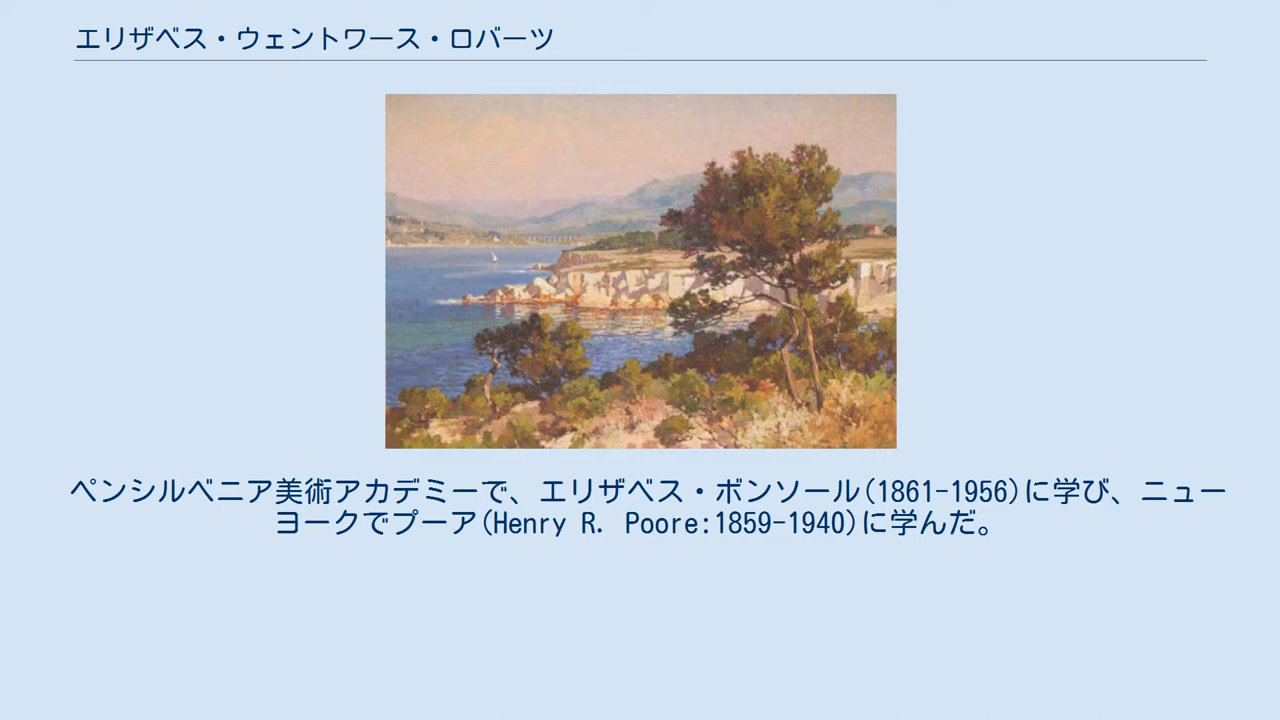 エリザベス・ウェントワース・ロバーツ
ペンシルベニア美術アカデミーで、エリザベス・ボンソール(1861-1956)に学び、ニュー
ヨークでプーア(Henry R. Poore:1859-1940)に学んだ。